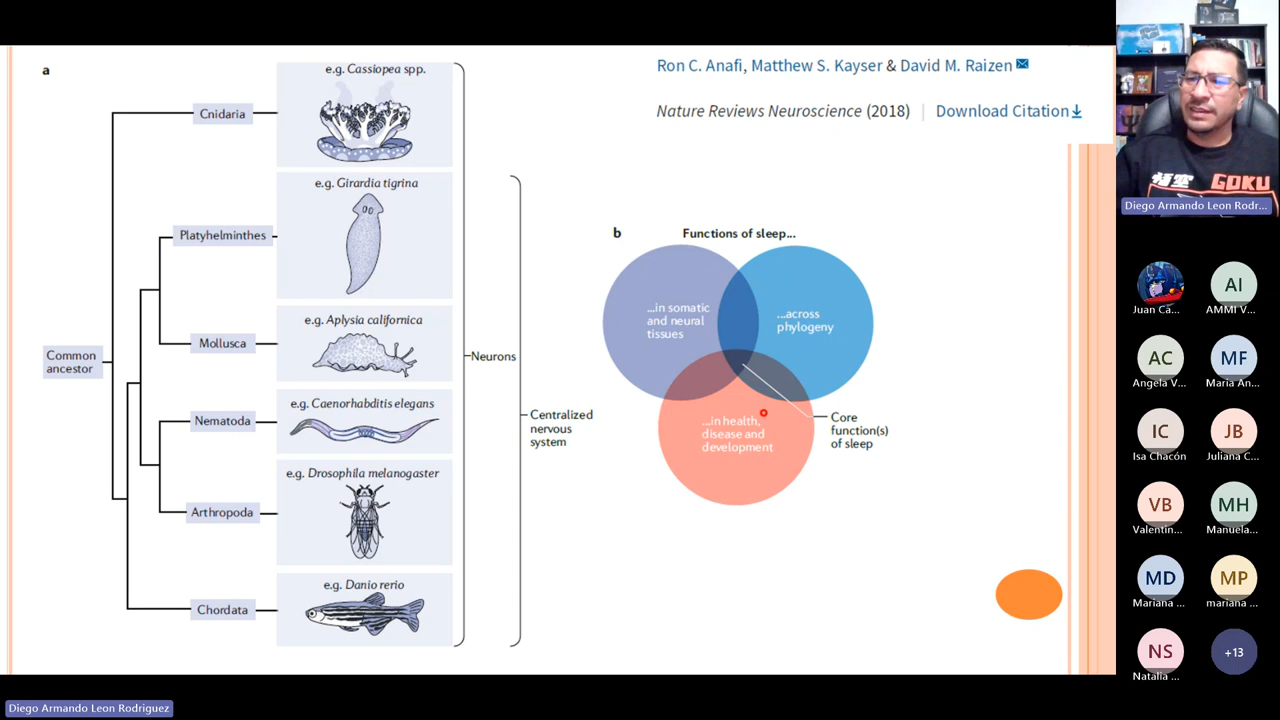 a
e.g. Cassiopea spp.
Cnidaria
e.g. Girardia tigrina
Platyhelminthes
e.g. Aplysia californica
Mollusca
Common
ancestor
e.g. Caenorhabditis elegans
Nematoda
e.g. Drosophila melanogaster
Arthropoda
e.g. Danio rerio
Chordata
Neurons
Centralized
nervous
system
Ron C. Anafi, Matthew S. Kayser & David M. Raizen
Nature Reviews Neuroscience (2018) | Download Citation
b
Functions of sleep...
...in somatic
and neural
tissues
...across
phylogeny
...in health,
disease and
development
Core
function(s)
of sleep
悟空 GOKU
Diego Armando Leon Rodr...
Juan Ca...
AI
AMMI V...
AC
Angela V...
MF
Maria An...
IC
Isa Chacón
JB
Juliana C...
VB
Valentin...
MH
Manuela...
MD
Mariana ...
MP
mariana ...
NS
Natalia ...
+13
Diego Armando Leon Rodriguez